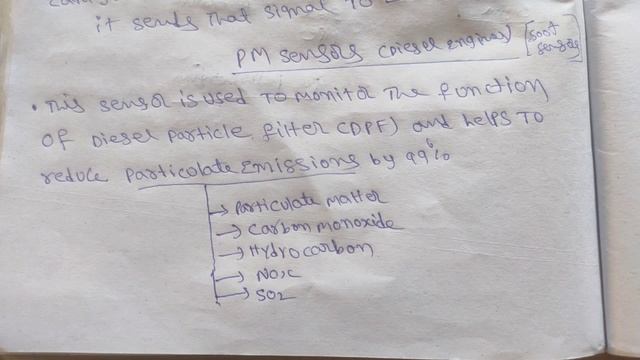 it sends That signal To
PM sensors (Diesel engines) [soot sensors]
• This sensor is used To monitor The function
of Diesel Particle filter (DPF) and helps To
reduce Particolate Emissions by 99%
→ Particulate matter
→ Carbon monoxide
→ Hydrocarbon
→ NOx
→ SO2